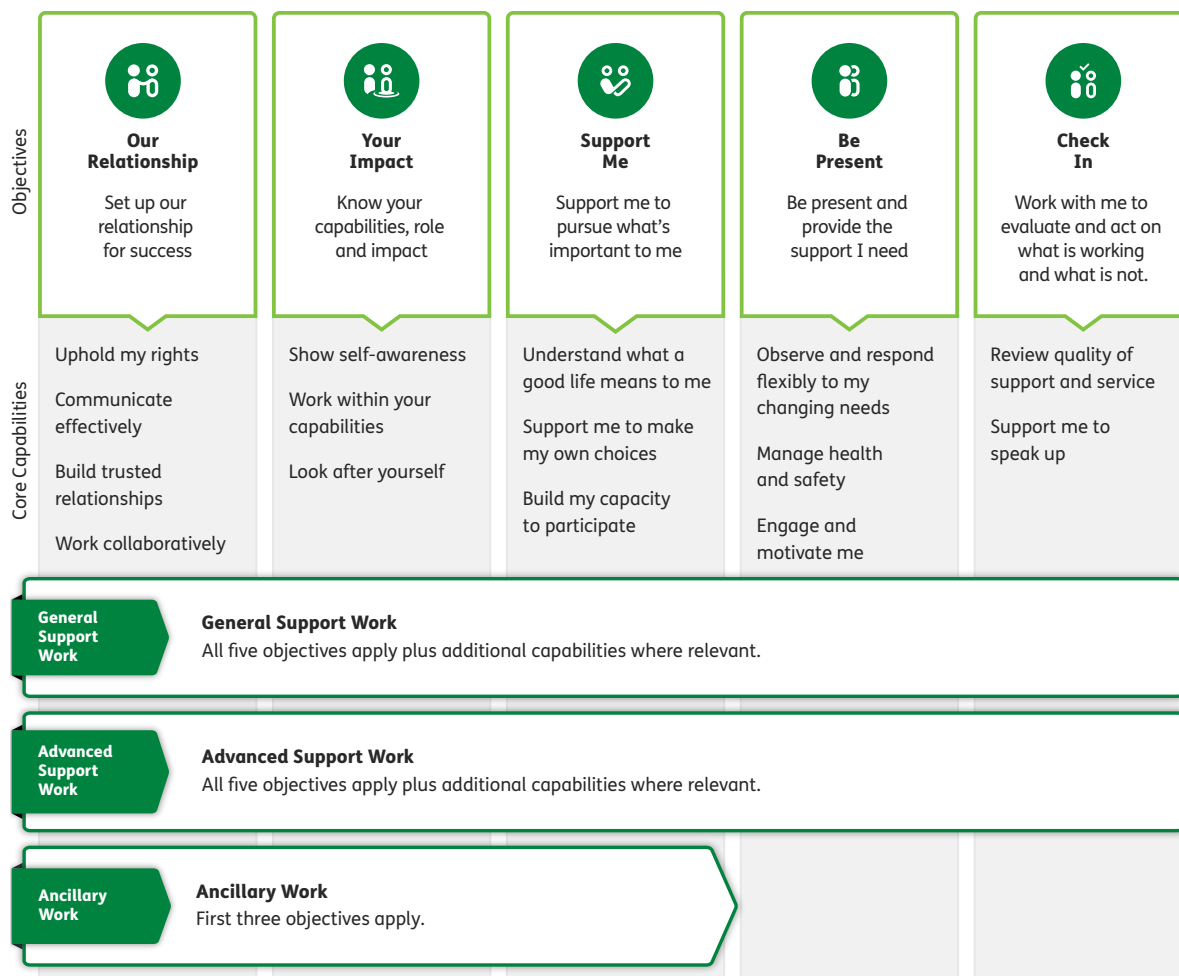 Objectives
Our
Relationship
Set up our
relationship
for success
Your
Impact
Know your
capabilities, role
and impact
Support
Me
Support me to
pursue what's
important to me
Be
Present
Be present and
provide the
support I need
Check
In
Work with me to
evaluate and act on
what is working
and what is not.
Core Capabilities
Uphold my rights
Communicate
effectively
Build trusted
relationships
Work collaboratively
Show self-awareness
Work within your
capabilities
Look after yourself
Understand what a
good life means to me
Support me to make
my own choices
Build my capacity
to participate
Observe and respond
flexibly to my
changing needs
Manage health
and safety
Engage and
motivate me
Review quality of
support and service
Support me to
speak up
General
Support
Work
General Support Work
All five objectives apply plus additional capabilities where relevant.
Advanced
Support
Work
Advanced Support Work
All five objectives apply plus additional capabilities where relevant.
Ancillary
Work
Ancillary Work
First three objectives apply.